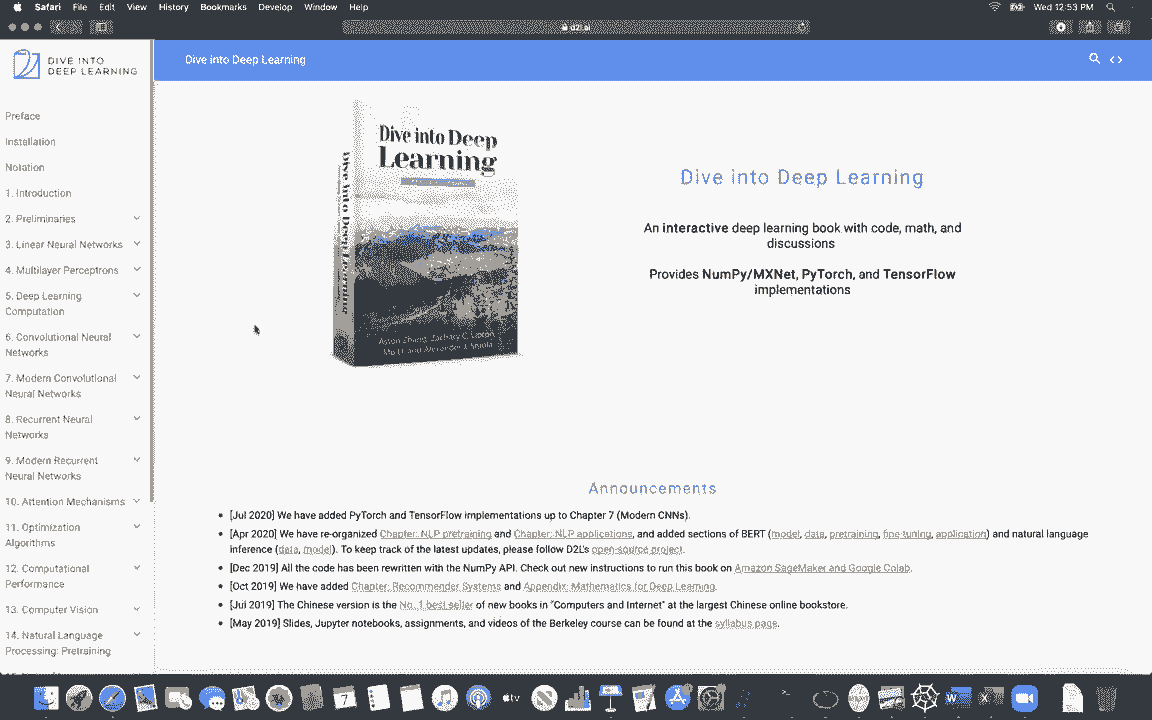 Safari File Edit View History Bookmarks Develop Window Help Wed 12:53 PM
d2l.ai
DIVE INTO
DEEP LEARNING
Dive into Deep Learning
Preface
Installation
Notation
1. Introduction
2. Preliminaries
3. Linear Neural Networks
4. Multilayer Perceptrons
5. Deep Learning
Computation
6. Convolutional Neural
Networks
7. Modern Convolutional
Neural Networks
8. Recurrent Neural
Networks
9. Modern Recurrent
Neural Networks
10. Attention Mechanisms
11. Optimization
Algorithms
12. Computational
Performance
13. Computer Vision
14. Natural Language
Processing: Pretraining
Dive into Deep
Learning
Dive into Deep Learning
Aston Zhang, Zachary C. Lipton,
Mu Li, and Alexander J. Smola
Dive into Deep Learning
An interactive deep learning book with code, math, and
discussions
Provides NumPy/MXNet, PyTorch, and TensorFlow
implementations
Announcements
[Jul 2020] We have added PyTorch and TensorFlow implementations up to Chapter 7 (Modern CNNs).
[Apr 2020] We have re-organized Chapter: NLP pretraining and Chapter: NLP applications, and added sections of BERT (model, data, pretraining, fine-tuning, application) and natural language
inference (data, model). To keep track of the latest updates, please follow D2L's open-source project.
[Dec 2019] All the code has been rewritten with the NumPy API. Check out new instructions to run this book on Amazon SageMaker and Google Colab.
[Oct 2019] We have added Chapter: Recommender Systems and Appendix: Mathematics for Deep Learning.
[Jul 2019] The Chinese version is the No. 1 best seller of new books in "Computers and Internet" at the largest Chinese online bookstore.
[May 2019] Slides, Jupyter notebooks, assignments, and videos of the Berkeley course can be found at the syllabus page.
7
tv